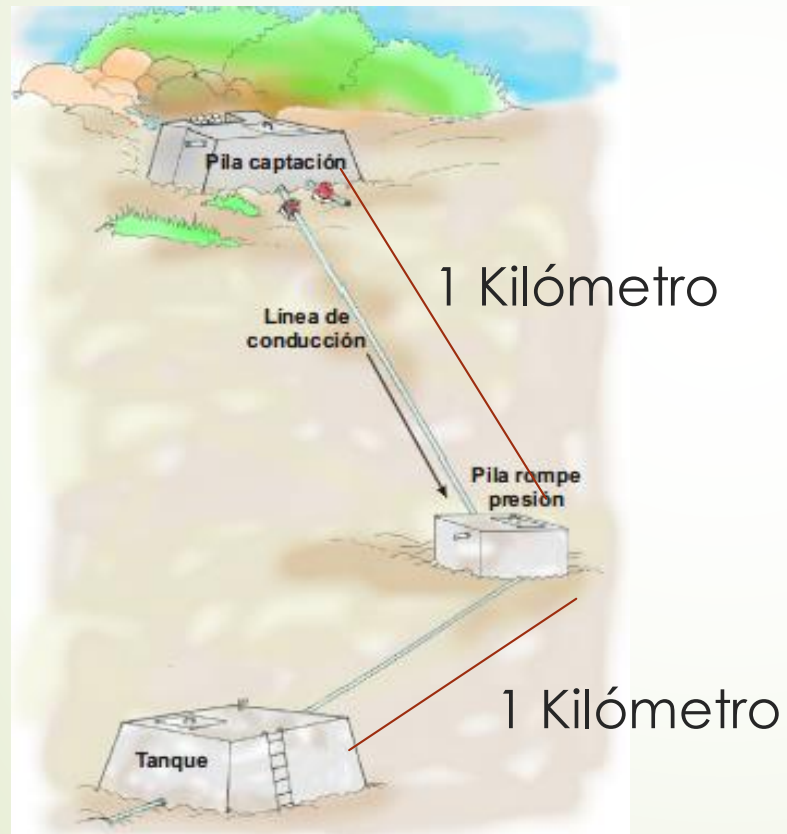 Pila captación
1 Kilómetro
Línea de
conducción
Pila rompe
presión
1 Kilómetro
Tanque